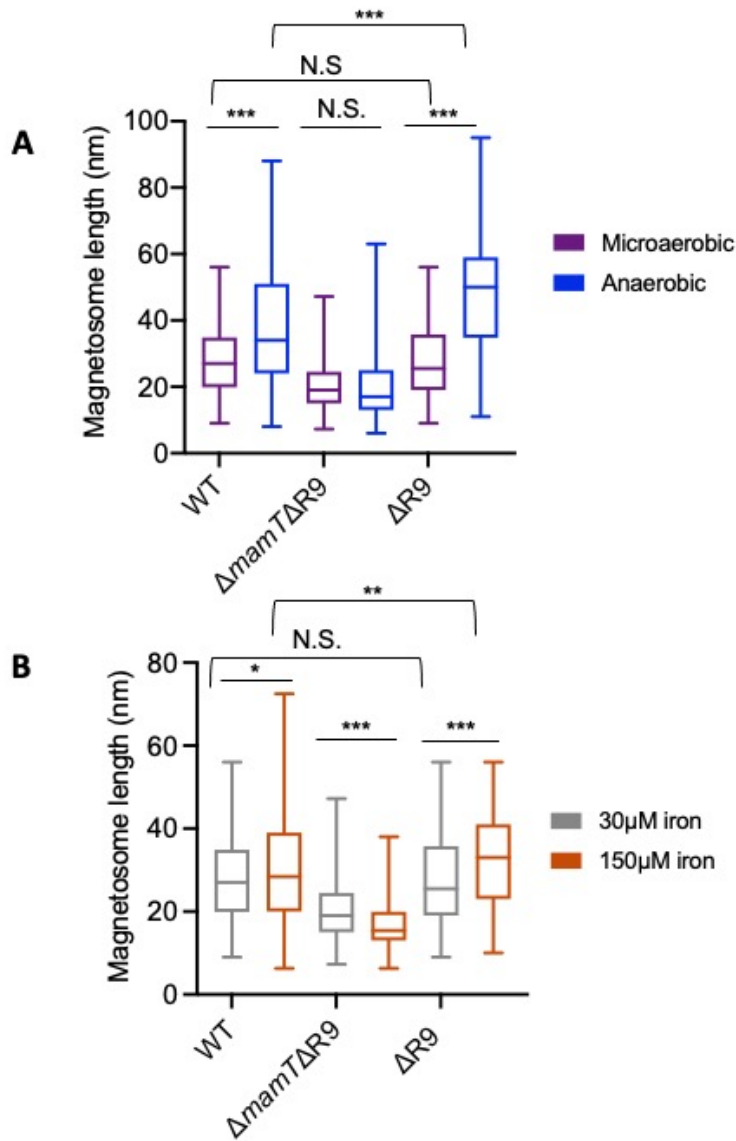 ***
N.S
A
*** N.S. ***
100
80
60
40
20
0
Magnetosome length (nm)
Microaerobic
Anaerobic
WT
ΔmamTΔR9
ΔR9
**
N.S.
B
* *** ***
80
60
40
20
0
Magnetosome length (nm)
30µM iron
150µM iron
WT
ΔmamTΔR9
ΔR9